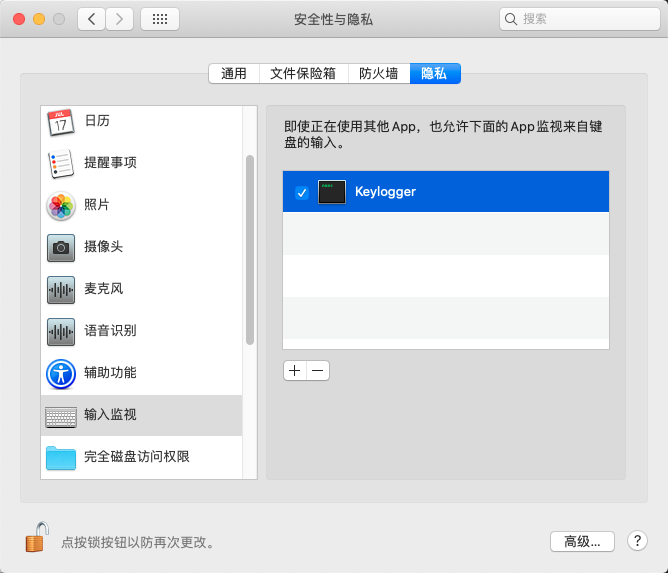 安全性与隐私
搜索
通用
文件保险箱
防火墙
隐私
JUL
17
日历
提醒事项
照片
摄像头
麦克风
语音识别
辅助功能
输入监视
完全磁盘访问权限
即使正在使用其他 App，也允许下面的 App 监视来自键
盘的输入。
Keylogger
点按锁按钮以防再次更改。
高级...
?